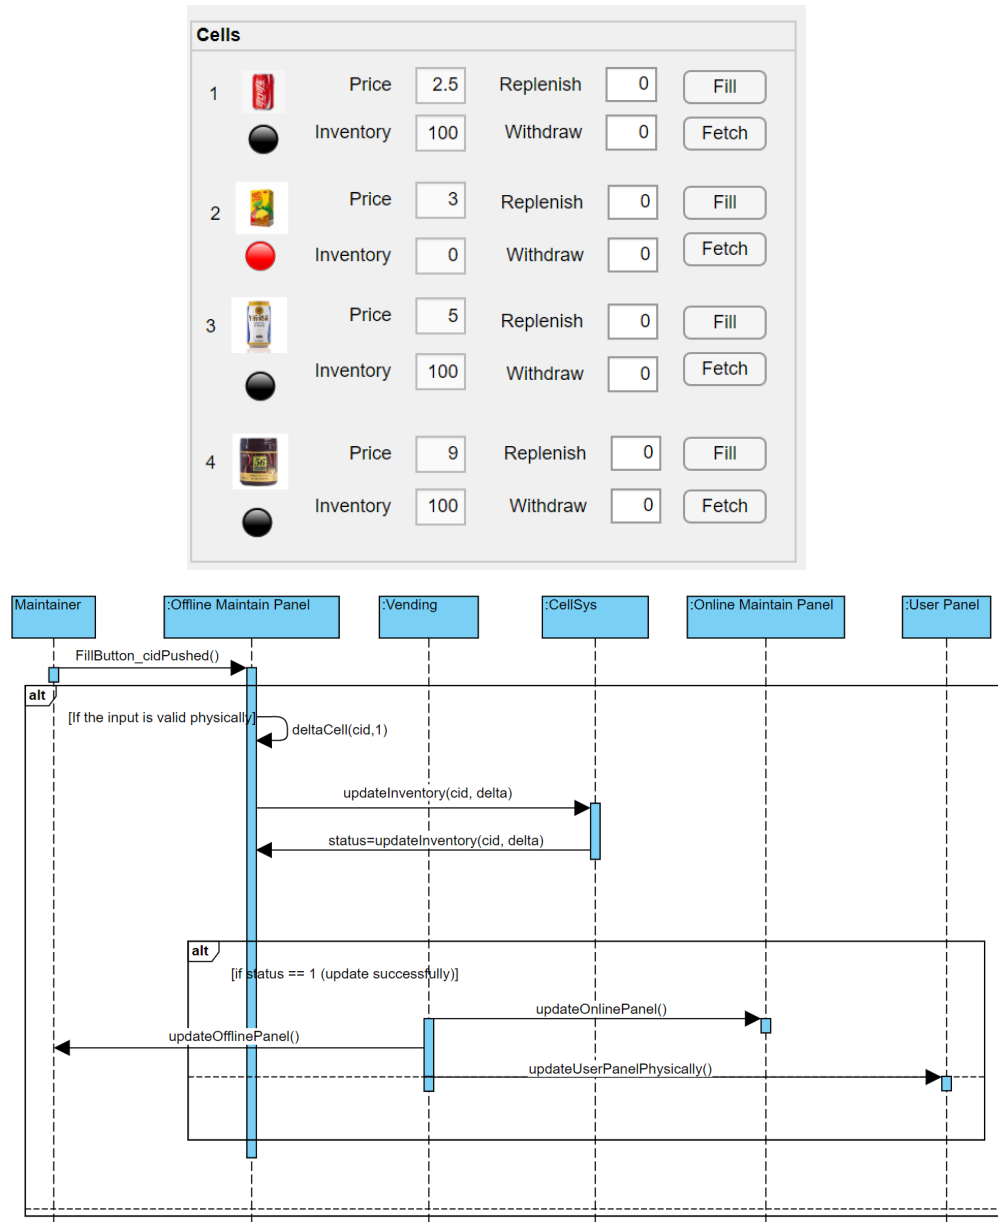 Cells
1 Price 2.5 Replenish 0 Fill
Inventory 100 Withdraw 0 Fetch
2 Price 3 Replenish 0 Fill
Inventory 0 Withdraw 0 Fetch
3 Price 5 Replenish 0 Fill
Inventory 100 Withdraw 0 Fetch
4 Price 9 Replenish 0 Fill
Inventory 100 Withdraw 0 Fetch
Maintainer :Offline Maintain Panel :Vending :CellSys :Online Maintain Panel :User Panel
FillButton_cidPushed()
alt
[If the input is valid physically]
deltaCell(cid,1)
updateInventory(cid, delta)
status=updateInventory(cid, delta)
alt
[if status == 1 (update successfully)]
updateOnlinePanel()
updateOfflinePanel()
updateUserPanelPhysically()